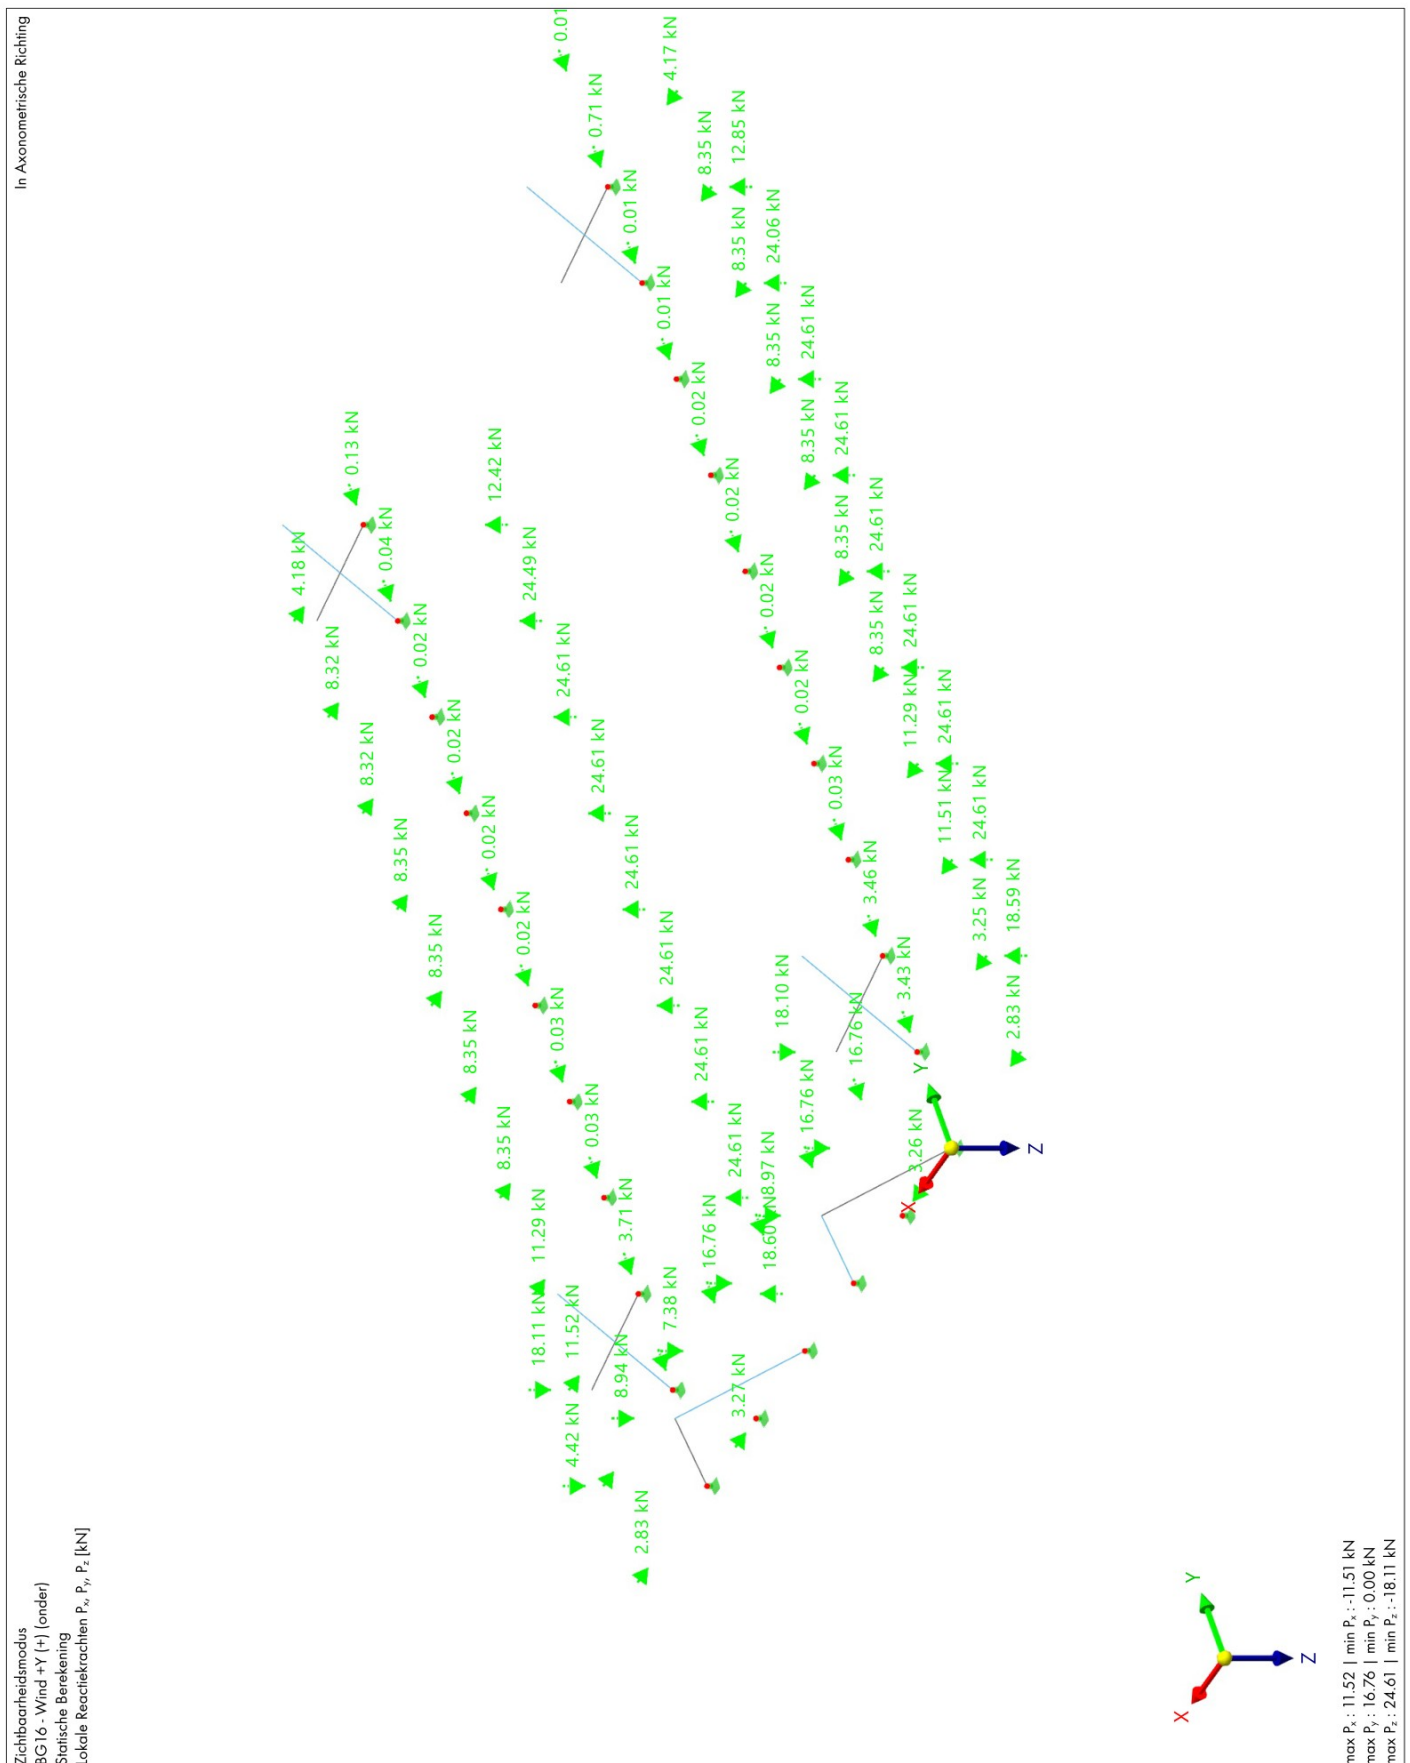 Zichtbaarheidsmodus
BG16 - Wind +Y (+) (onder)
Statische Berekening
Lokale Reactiekrachten Px, Py, Pz [kN]
In Axonometrische Richting
0.01
4.17 kN
0.71 kN
8.35 kN
12.85 kN
0.01 kN
8.35 kN
24.06 kN
0.01 kN
8.35 kN
24.61 kN
0.02 kN
8.35 kN
24.61 kN
0.02 kN
8.35 kN
24.61 kN
0.02 kN
8.35 kN
24.61 kN
0.02 kN
11.29 kN
24.61 kN
0.03 kN
11.51 kN
24.61 kN
3.46 kN
3.25 kN
18.59 kN
3.43 kN
2.83 kN
0.13 kN
12.42 kN
4.18 kN
0.04 kN
24.49 kN
8.32 kN
0.02 kN
24.61 kN
8.32 kN
0.02 kN
24.61 kN
8.35 kN
0.02 kN
24.61 kN
8.35 kN
0.02 kN
24.61 kN
8.35 kN
0.03 kN
24.61 kN
8.35 kN
0.03 kN
24.61 kN
11.29 kN
3.71 kN
18.60 kN
18.11 kN
11.52 kN
7.38 kN
4.42 kN
8.94 kN
2.83 kN
3.27 kN
16.76 kN
8.97 kN
16.76 kN
18.10 kN
16.76 kN
3.26 kN
Y
X
Z
Y
X
Z
max Px : 11.52 | min Px : -11.51 kN
max Py : 16.76 | min Py : 0.00 kN
max Pz : 24.61 | min Pz : -18.11 kN